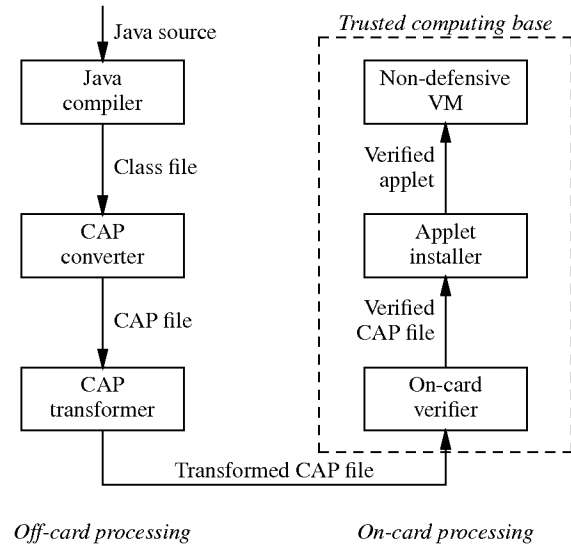 Java source
Java
compiler
Class file
CAP
converter
CAP file
CAP
transformer
Transformed CAP file
Off-card processing
Trusted computing base
Non-defensive
VM
Verified
applet
Applet
installer
Verified
CAP file
On-card
verifier
On-card processing